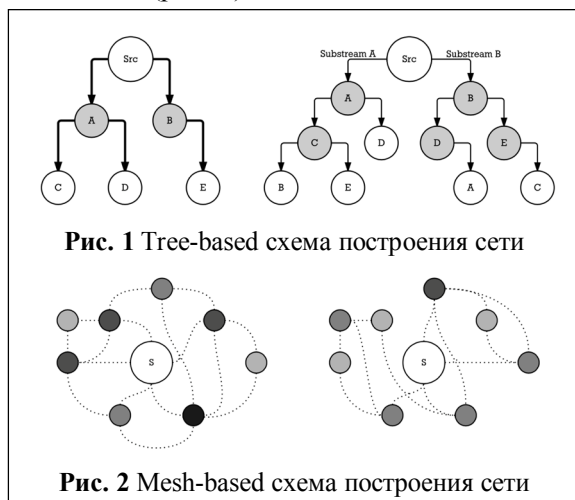 Src
A
B
C
D
E
Substream A
Src
Substream B
A
B
C
D
D
E
B
E
A
C
Рис. 1 Tree-based схема построения сети
S
S
Рис. 2 Mesh-based схема построения сети